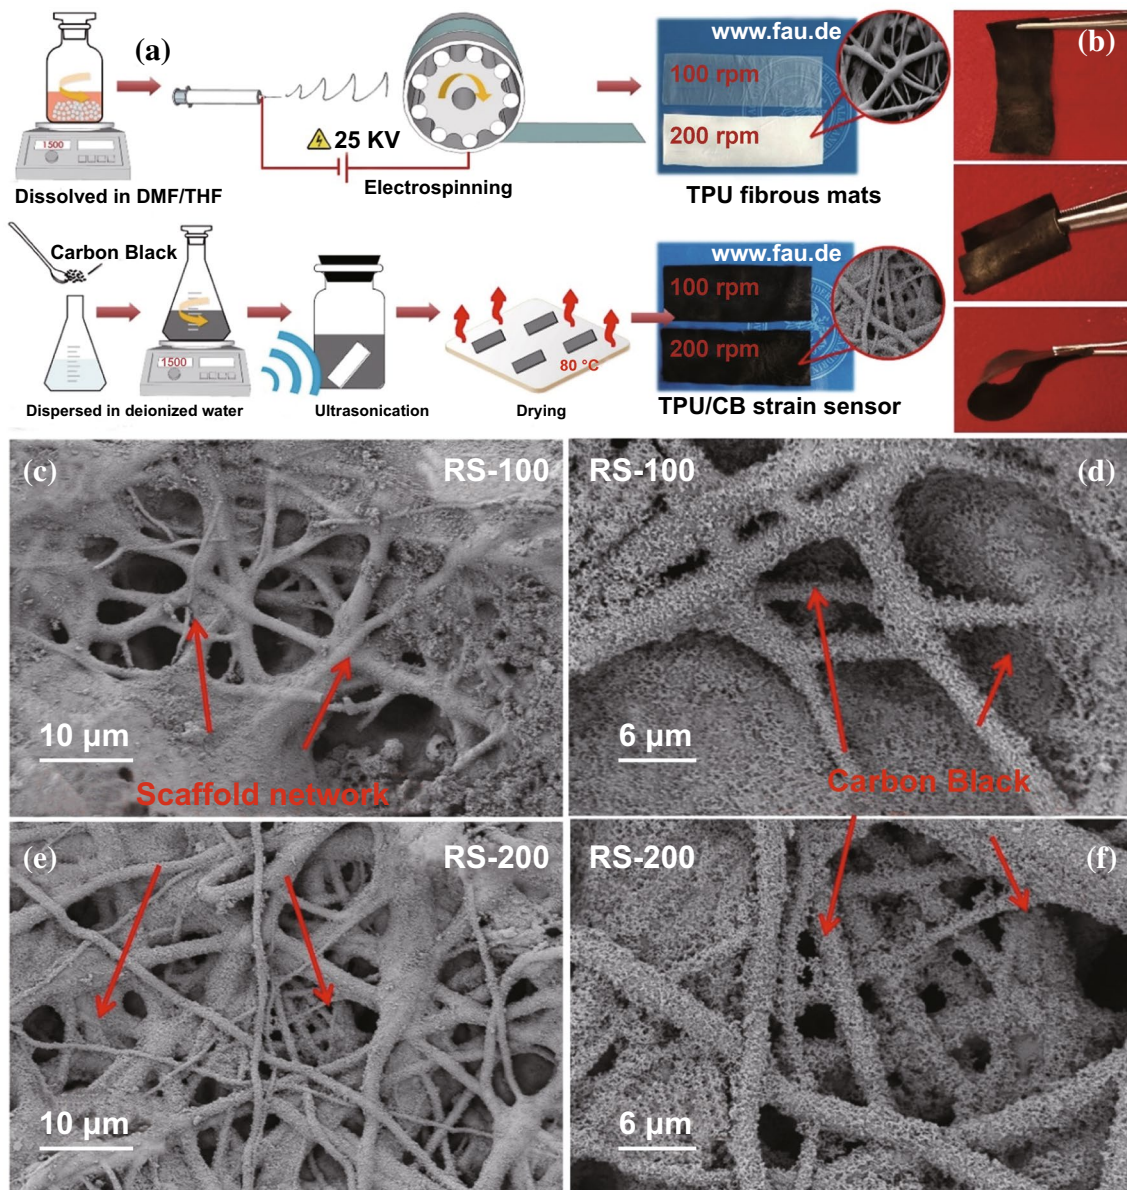 (a)
1500
Dissolved in DMF/THF
25 KV
Electrospinning
www.fau.de
100 rpm
200 rpm
TPU fibrous mats
(b)
Carbon Black
1500
Dispersed in deionized water
Ultrasonication
80 °C
Drying
www.fau.de
100 rpm
200 rpm
TPU/CB strain sensor
(c)
RS-100
10 μm
Scaffold network
RS-100
(d)
6 μm
Carbon Black
(e)
RS-200
10 μm
RS-200
(f)
6 μm